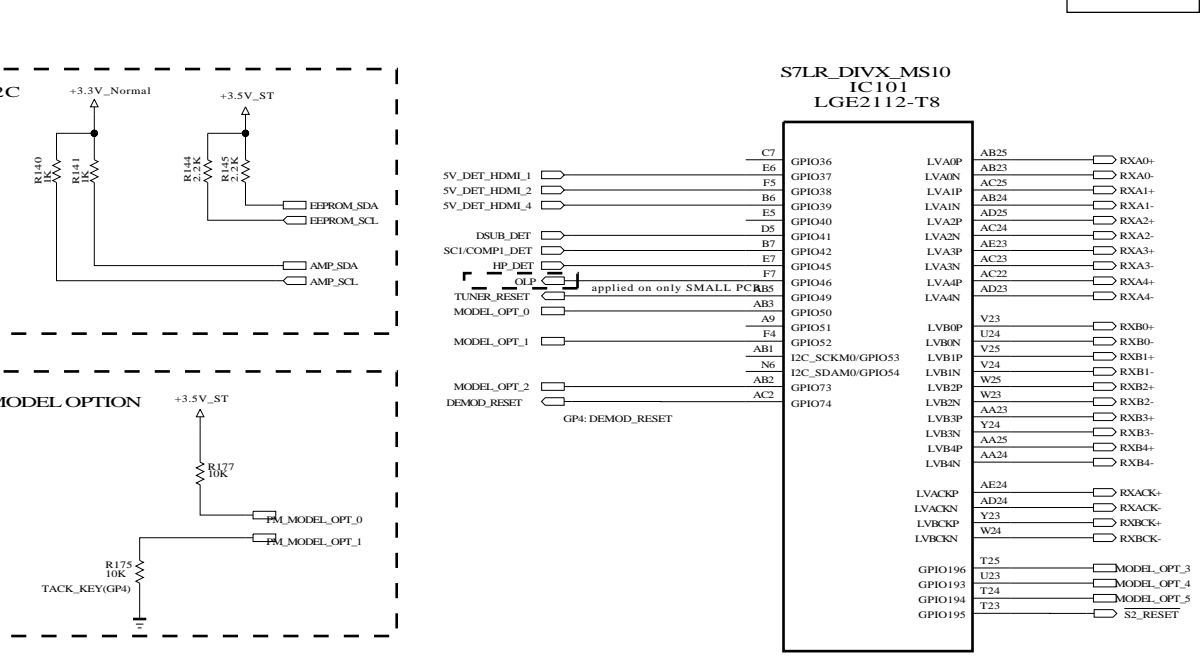 2C
+3.3V_Normal
+3.5V_ST
R140
1K
R141
1K
R144
2.2K
R145
2.2K
EEPROM_SDA
EEPROM_SCL
AMP_SDA
AMP_SCL
MODEL OPTION
+3.5V_ST
R177
10K
PM_MODEL_OPT_0
PM_MODEL_OPT_1
R175
10K
TACK_KEY(GP4)
S7LR_DIVX_MS10
IC101
LGE2112-T8
C7 GPIO36
5V_DET_HDMI_1 E6 GPIO37
5V_DET_HDMI_2 F5 GPIO38
5V_DET_HDMI_4 B6 GPIO39
E5 GPIO40
DSUB_DET D5 GPIO41
SC1/COMP1_DET B7 GPIO42
HP_DET E7 GPIO45
OLP F7 GPIO46
applied on only SMALL PCB
TUNER_RESET AB5 GPIO49
MODEL_OPT_0 AB3 GPIO50
A9 GPIO51
MODEL_OPT_1 F4 GPIO52
AB1 I2C_SCKM0/GPIO53
N6 I2C_SDAM0/GPIO54
MODEL_OPT_2 AB2 GPIO73
DEMOD_RESET AC2 GPIO74
GP4: DEMOD_RESET
LVA0P AB25 RXA0+
LVA0N AB23 RXA0-
LVA1P AC25 RXA1+
LVA1N AB24 RXA1-
LVA2P AD25 RXA2+
LVA2N AC24 RXA2-
LVA3P AE23 RXA3+
LVA3N AC23 RXA3-
LVA4P AC22 RXA4+
LVA4N AD23 RXA4-
LVB0P V23 RXB0+
LVB0N U24 RXB0-
LVB1P V25 RXB1+
LVB1N V24 RXB1-
LVB2P W25 RXB2+
LVB2N W23 RXB2-
LVB3P AA23 RXB3+
LVB3N Y24 RXB3-
LVB4P AA25 RXB4+
LVB4N AA24 RXB4-
LVACKP AE24 RXACK+
LVACKN AD24 RXACK-
LVBCKP Y23 RXBCK+
LVBCKN W24 RXBCK-
GPIO196 T25 MODEL_OPT_3
GPIO193 U23 MODEL_OPT_4
GPIO194 T24 MODEL_OPT_5
GPIO195 T23 S2_RESET